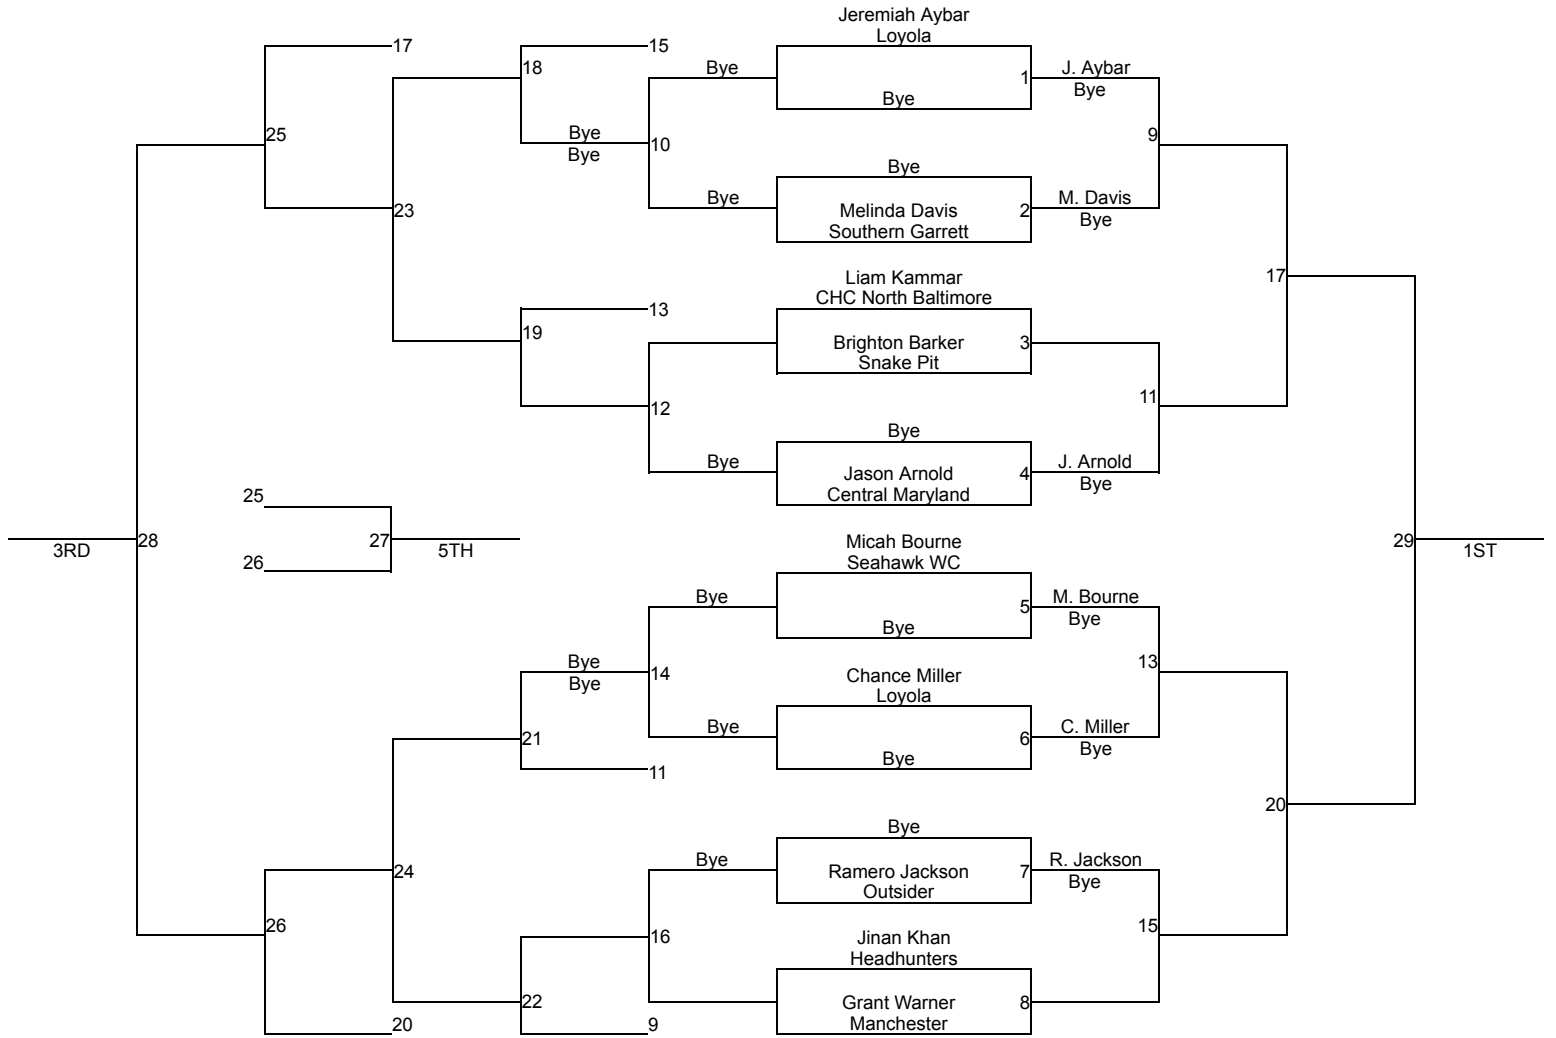 Jeremiah Aybar
Loyola
17
15
18
Bye
1
J. Aybar
Bye
Bye
25
Bye
Bye
10
9
Bye
Bye
M. Davis
23
Melinda Davis
2
Bye
Southern Garrett
Liam Kammar
17
CHC North Baltimore
13
19
Brighton Barker
3
Snake Pit
12
11
Bye
Bye
J. Arnold
Jason Arnold
4
Bye
Central Maryland
25
3RD
28
27
5TH
Micah Bourne
29
1ST
26
Seahawk WC
Bye
5
M. Bourne
Bye
Bye
Bye
Bye
14
13
Chance Miller
Loyola
Bye
C. Miller
21
6
Bye
Bye
11
20
Bye
Bye
R. Jackson
24
Ramero Jackson
7
Bye
Outsider
26
16
15
Jinan Khan
Headhunters
22
Grant Warner
8
20
9
Manchester